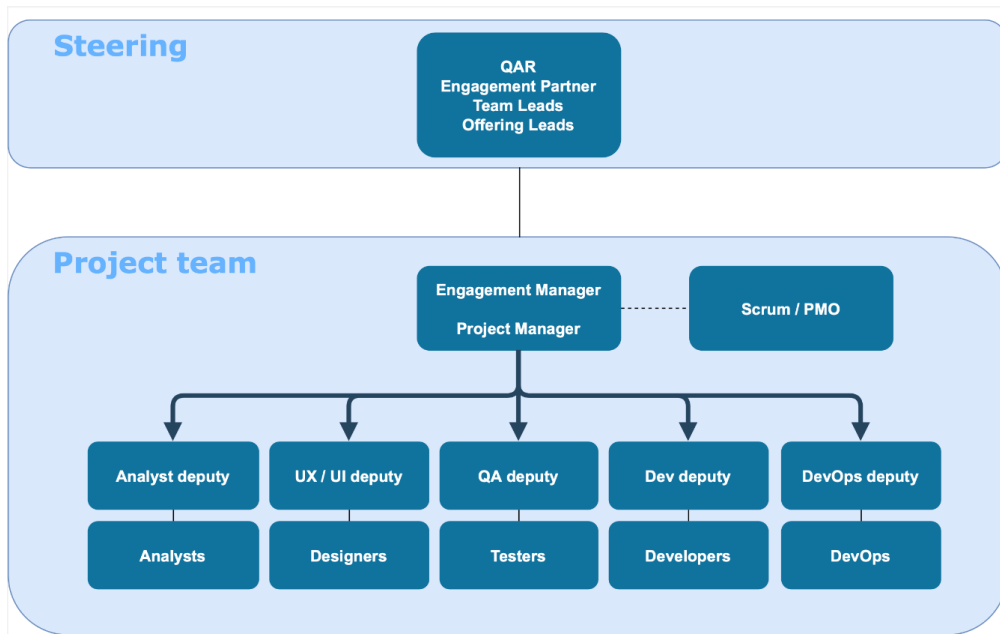 Steering
QAR
Engagement Partner
Team Leads
Offering Leads
Project team
Engagement Manager
Project Manager
Scrum / PMO
Analyst deputy
UX / UI deputy
QA deputy
Dev deputy
DevOps deputy
Analysts
Designers
Testers
Developers
DevOps